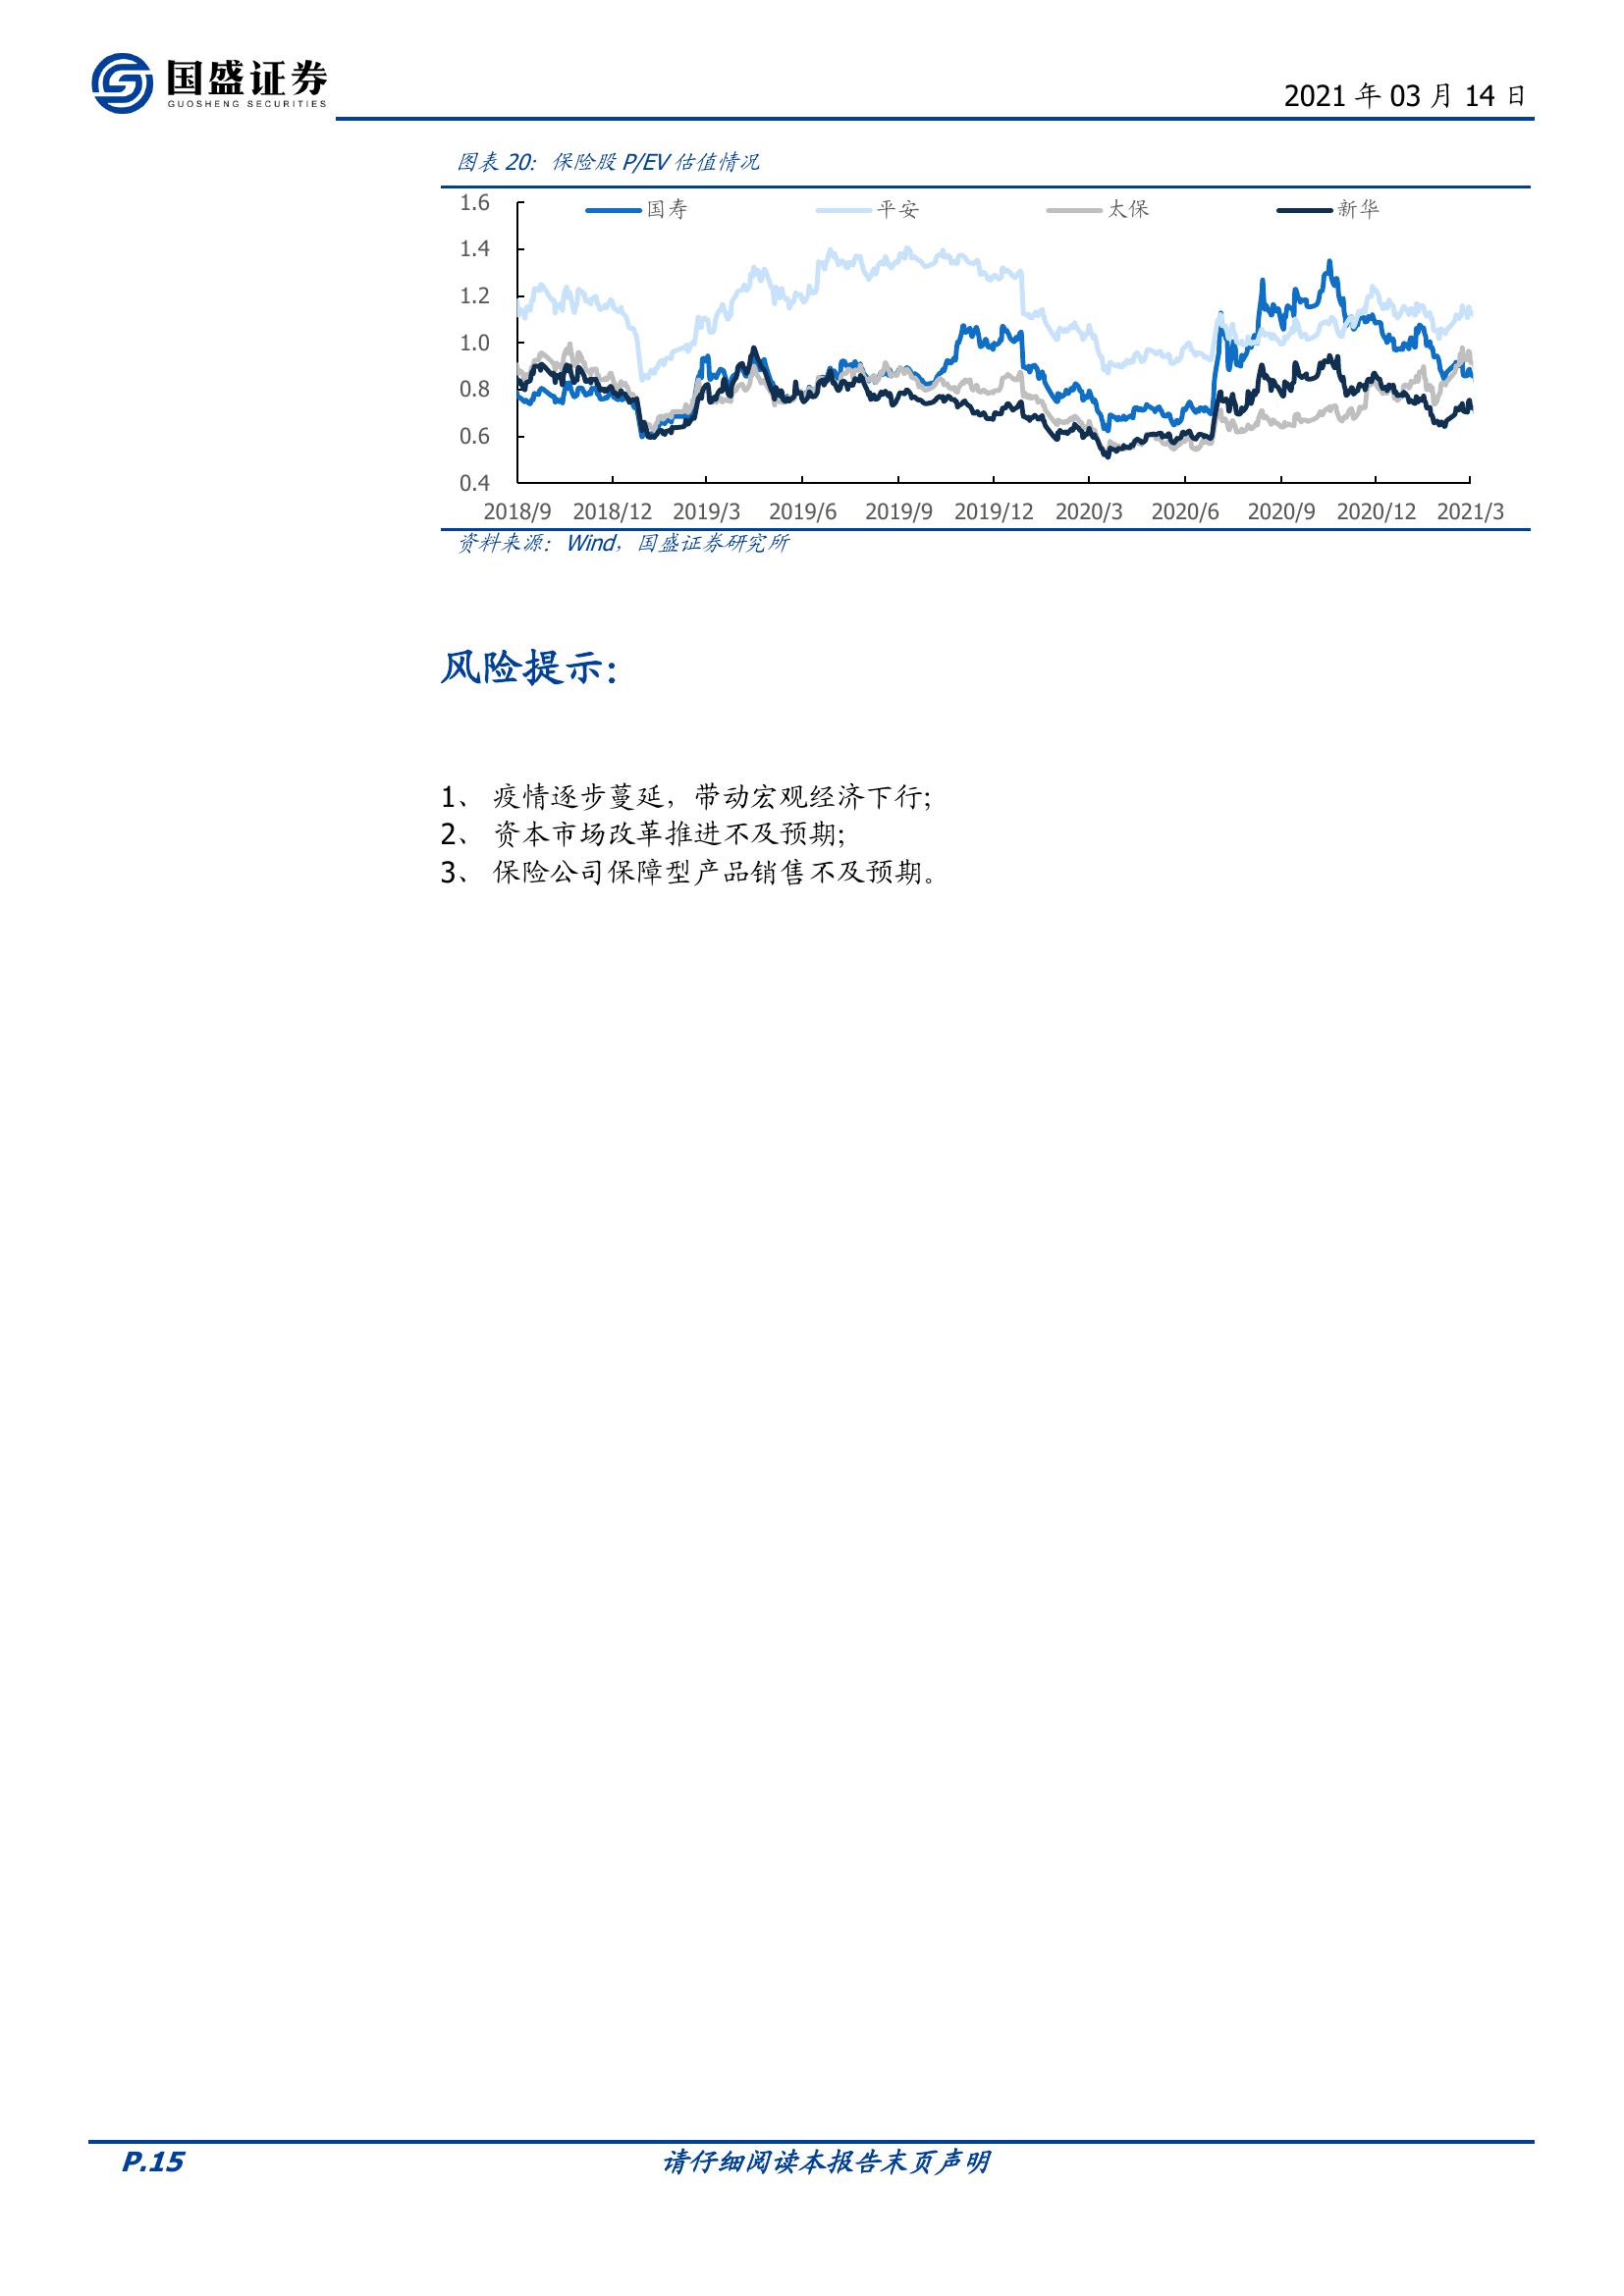 国盛证券
GUOSHENG SECURITIES
2021 年 03 月 14 日
图表 20：保险股 P/EV 估值情况
国寿 平安 太保 新华
1.6
1.4
1.2
1.0
0.8
0.6
0.4
2018/9 2018/12 2019/3 2019/6 2019/9 2019/12 2020/3 2020/6 2020/9 2020/12 2021/3
资料来源：Wind，国盛证券研究所
风险提示：
1、 疫情逐步蔓延，带动宏观经济下行;
2、 资本市场改革推进不及预期;
3、 保险公司保障型产品销售不及预期。
P.15 请仔细阅读本报告末页声明